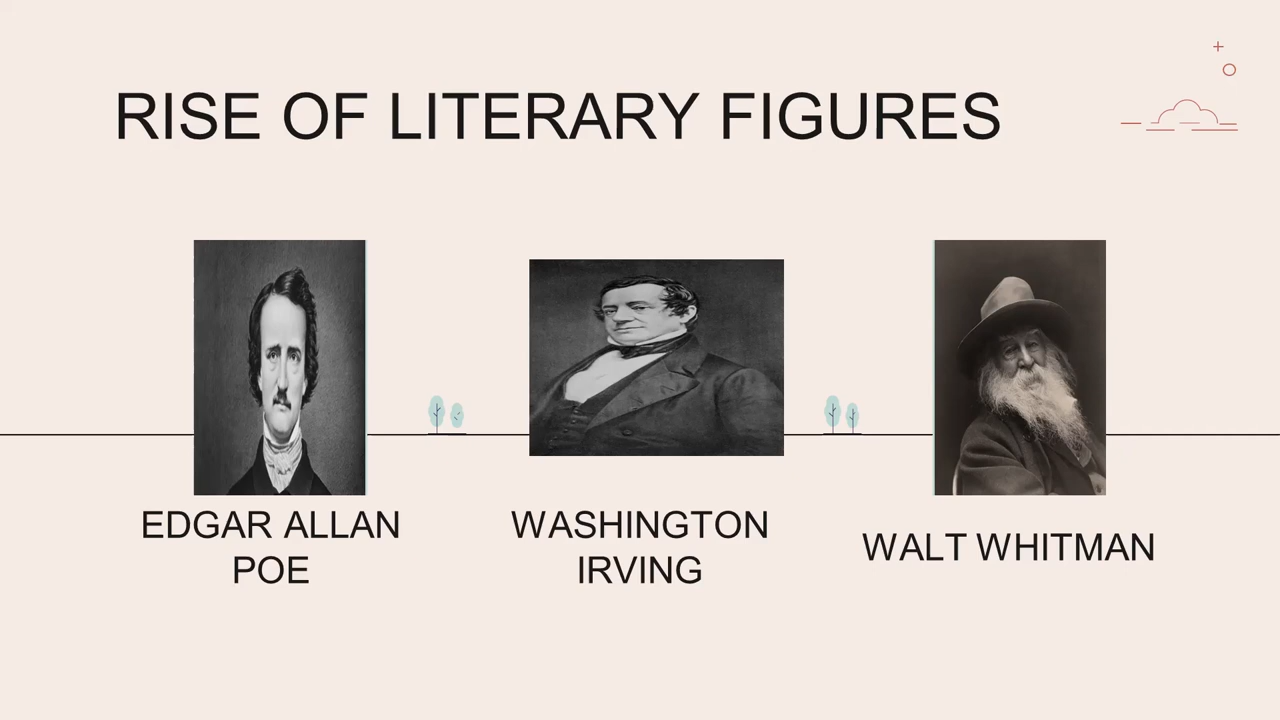 RISE OF LITERARY FIGURES
EDGAR ALLAN
POE
WASHINGTON
IRVING
WALT WHITMAN